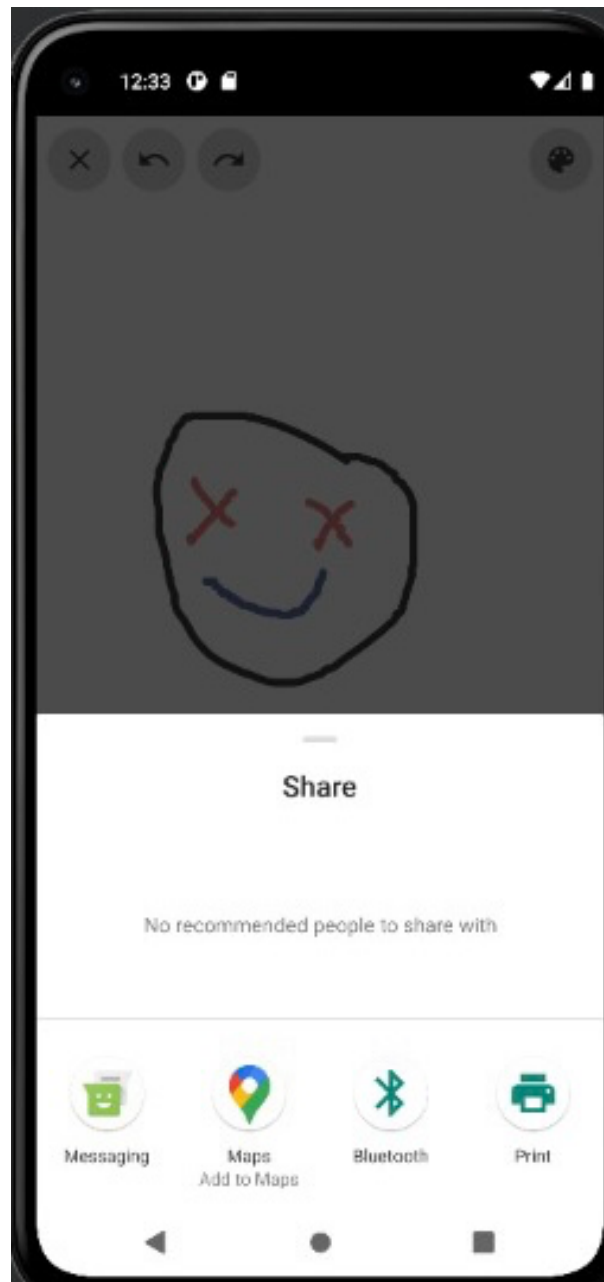 12:33
Share
No recommended people to share with
Messaging
Maps
Add to Maps
Bluetooth
Print